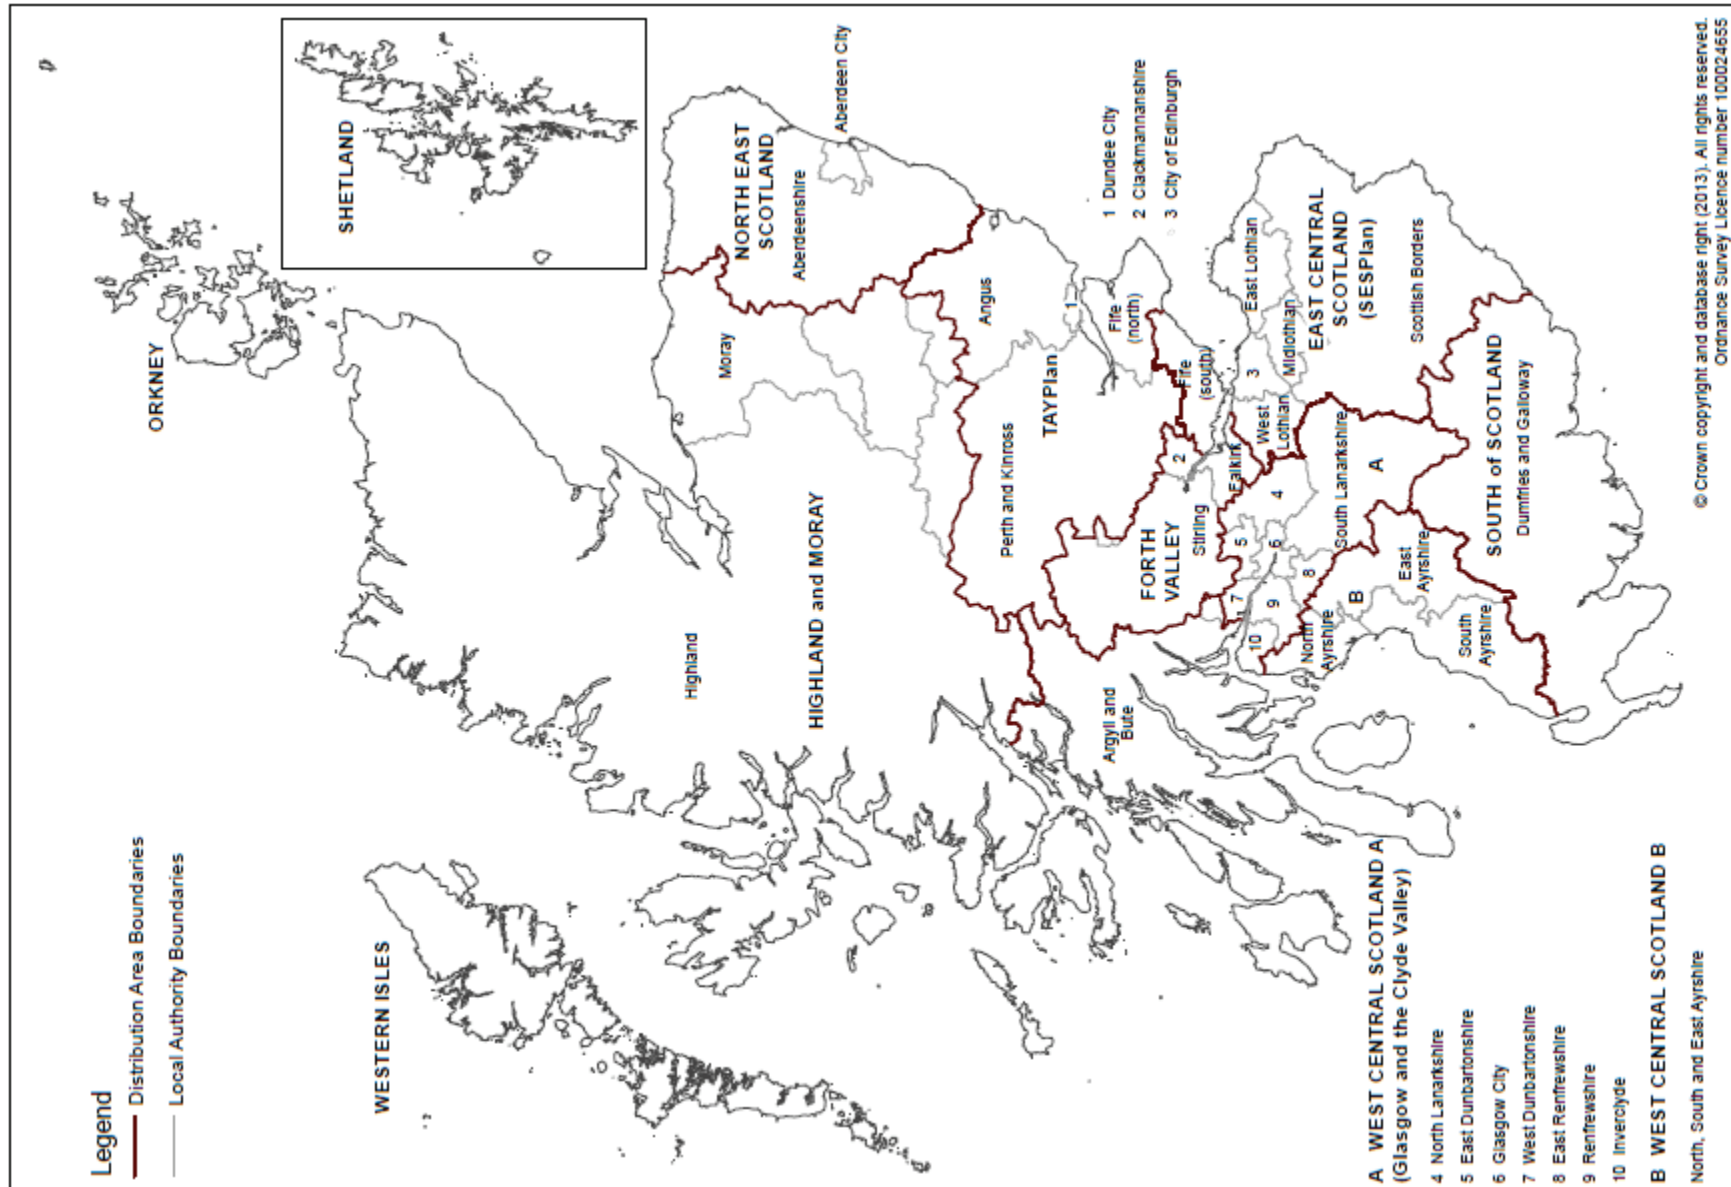 Legend
Distribution Area Boundaries
Local Authority Boundaries
WESTERN ISLES
ORKNEY
SHETLAND
Highland
HIGHLAND and MORAY
Moray
NORTH EAST
SCOTLAND
Aberdeenshire
Aberdeen City
Angus
1
Perth and Kinross
TAYPlan
Fife
(north)
1 Dundee City
2 Clackmannanshire
3 City of Edinburgh
Argyll and
Bute
FORTH
VALLEY
Stirling
2
Fife
(south)
Falkirk
West
Lothian
3
Midlothian
East Lothian
EAST CENTRAL
SCOTLAND
(SESPlan)
Scottish Borders
10
7
9
5
6
8
4
South Lanarkshire
A
North
Ayrshire
B
East
Ayrshire
South
Ayrshire
SOUTH of SCOTLAND
Dumfries and Galloway
A WEST CENTRAL SCOTLAND A
(Glasgow and the Clyde Valley)
4 North Lanarkshire
5 East Dunbartonshire
6 Glasgow City
7 West Dunbartonshire
8 East Renfrewshire
9 Renfrewshire
10 Inverclyde
B WEST CENTRAL SCOTLAND B
North, South and East Ayrshire
© Crown copyright and database right (2013). All rights reserved.
Ordnance Survey Licence number 100024655